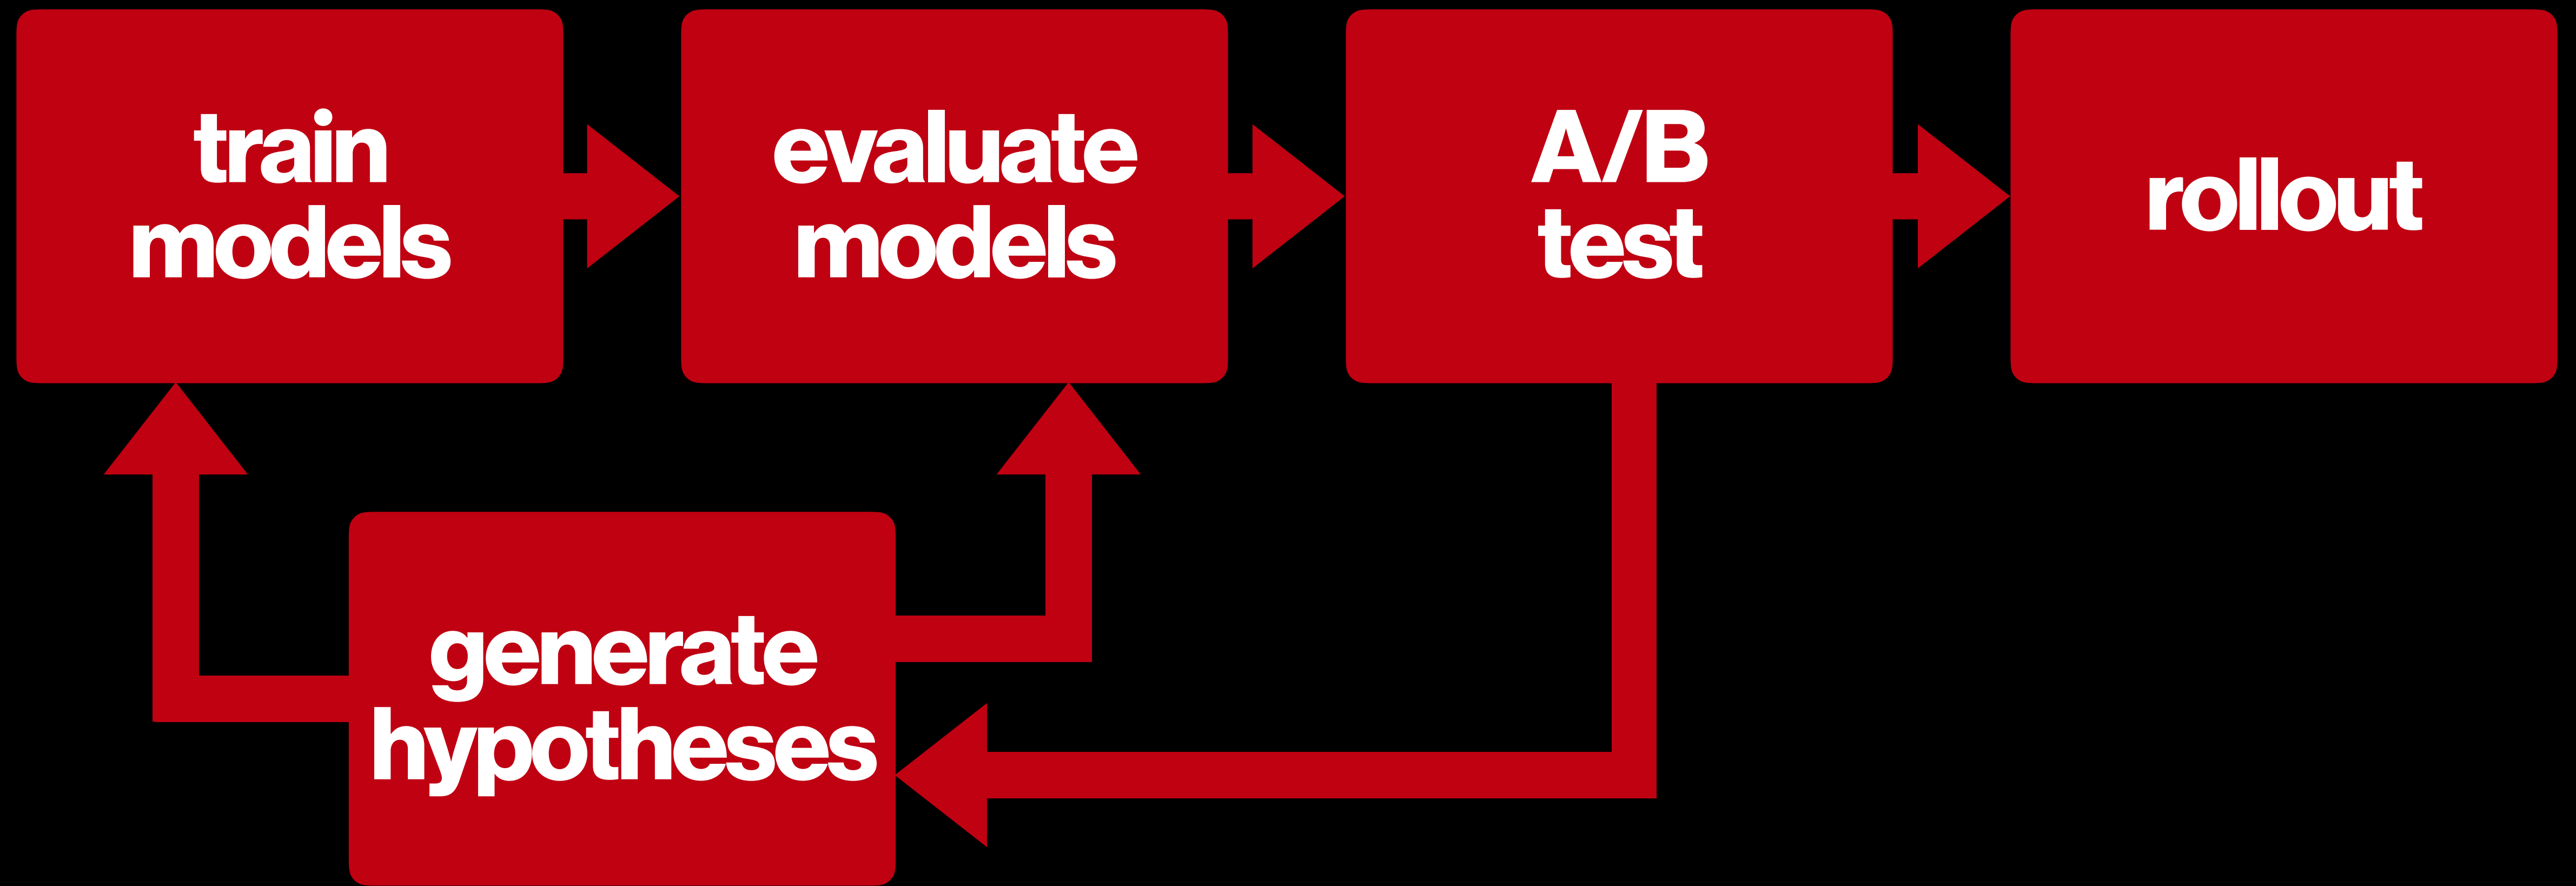 train
models
evaluate
models
A/B
test
rollout
generate
hypotheses